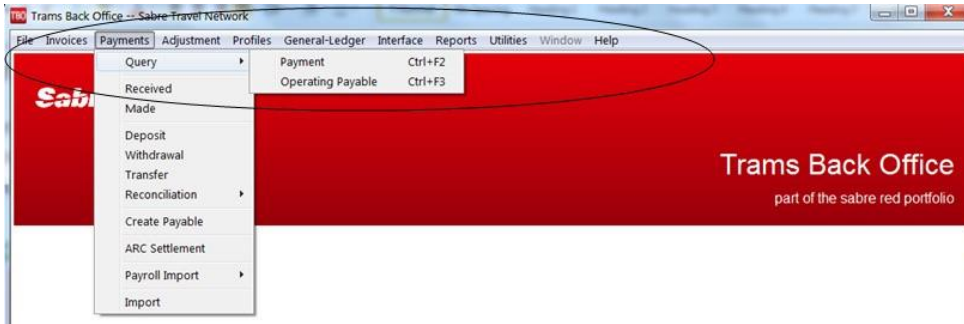 TBO Trams Back Office -- Sabre Travel Network
File Invoices Payments Adjustment Profiles General-Ledger Interface Reports Utilities Window Help
Query
Payment Ctrl+F2
Operating Payable Ctrl+F3
Received
Made
Deposit
Withdrawal
Transfer
Reconciliation
Create Payable
ARC Settlement
Payroll Import
Import
Trams Back Office
part of the sabre red portfolio